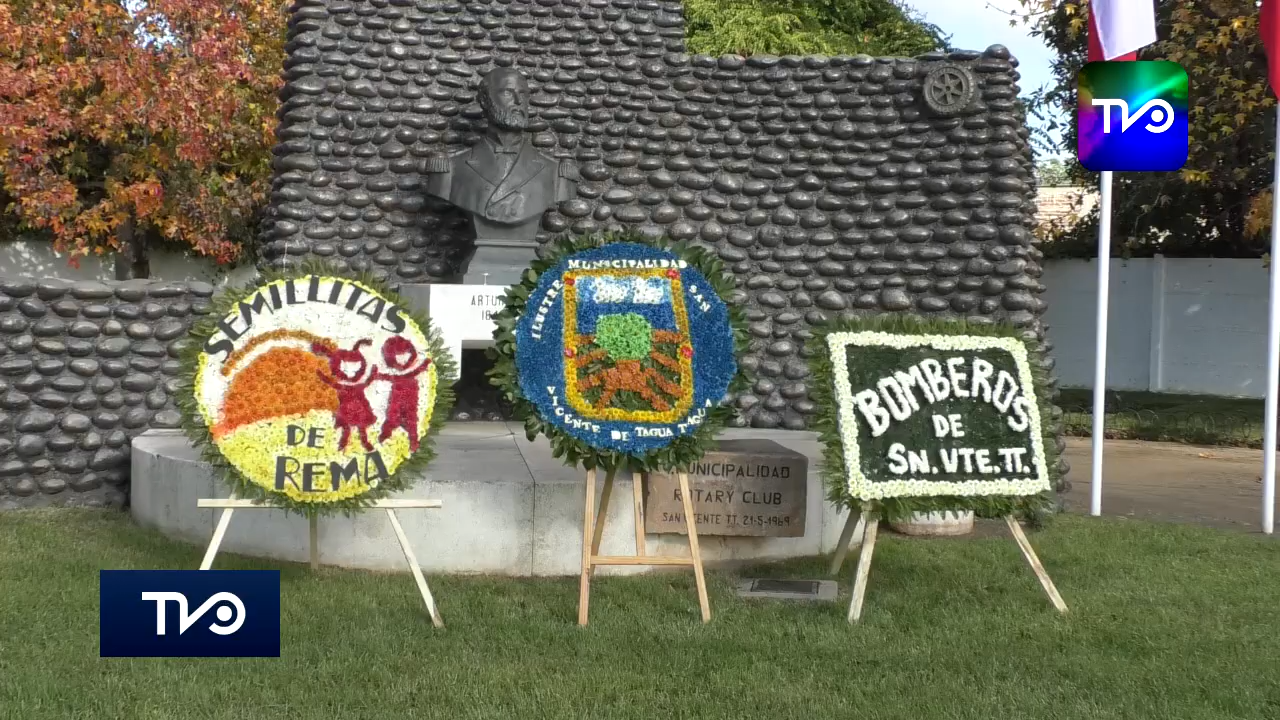 TVO
SEMILLITAS
DE
REMA
ILUSTRE MUNICIPALIDAD SAN
VICENTE DE TAGUA TAGUA
BOMBEROS
DE
SN. VTE. TT.
MUNICIPALIDAD
ROTARY CLUB
SAN VICENTE TT. 21-5-1969
TVO